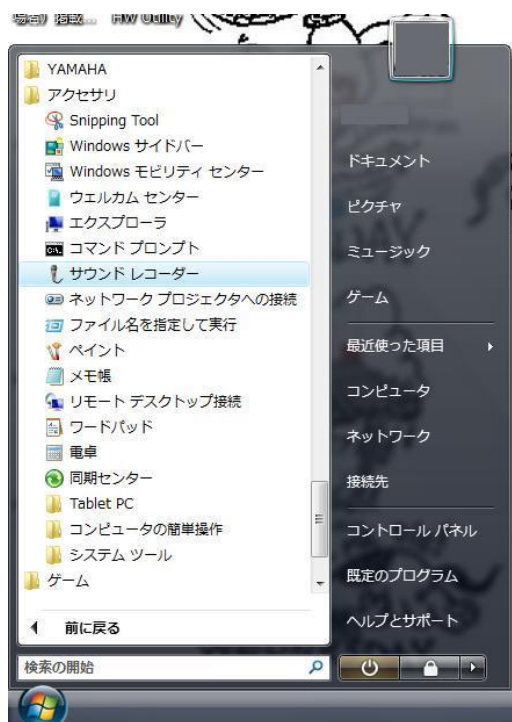 HW Utility
YAMAHA
アクセサリ
Snipping Tool
Windows サイドバー
Windows モビリティ センター
ウェルカム センター
エクスプローラ
コマンド プロンプト
サウンド レコーダー
ネットワーク プロジェクタへの接続
ファイル名を指定して実行
ペイント
メモ帳
リモート デスクトップ接続
ワードパッド
電卓
同期センター
Tablet PC
コンピュータの簡単操作
システム ツール
ゲーム
前に戻る
検索の開始
ドキュメント
ピクチャ
ミュージック
ゲーム
最近使った項目
コンピュータ
ネットワーク
接続先
コントロール パネル
既定のプログラム
ヘルプとサポート